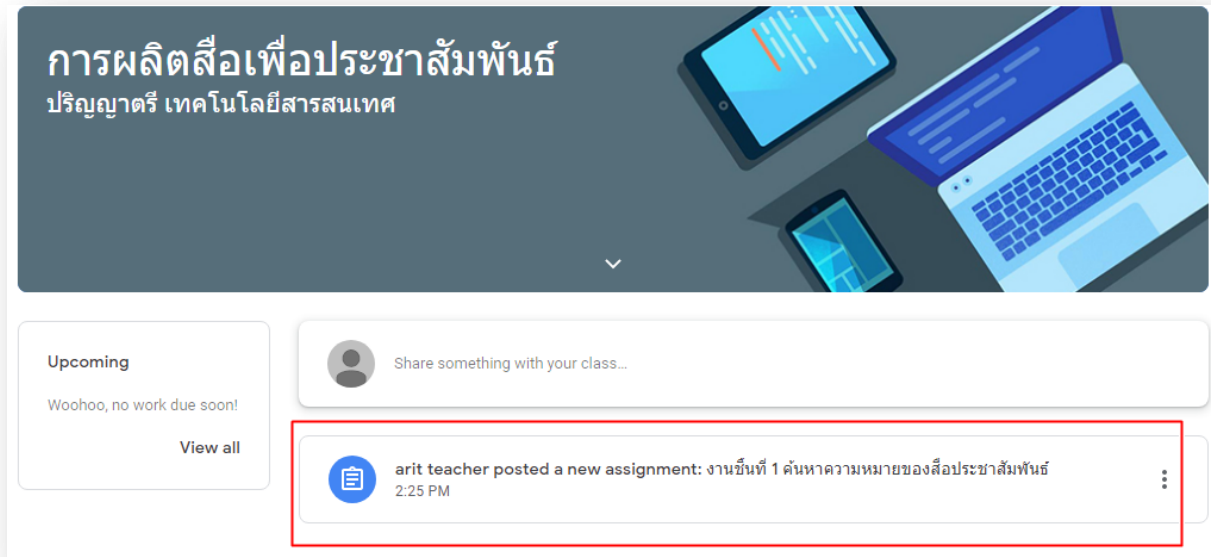 การผลิตสื่อเพื่อประชาสัมพันธ์
ปริญญาตรี เทคโนโลยีสารสนเทศ
Upcoming
Woohoo, no work due soon!
View all
Share something with your class...
arit teacher posted a new assignment: งานชิ้นที่ 1 ค้นหาความหมายของสื่อประชาสัมพันธ์
2:25 PM